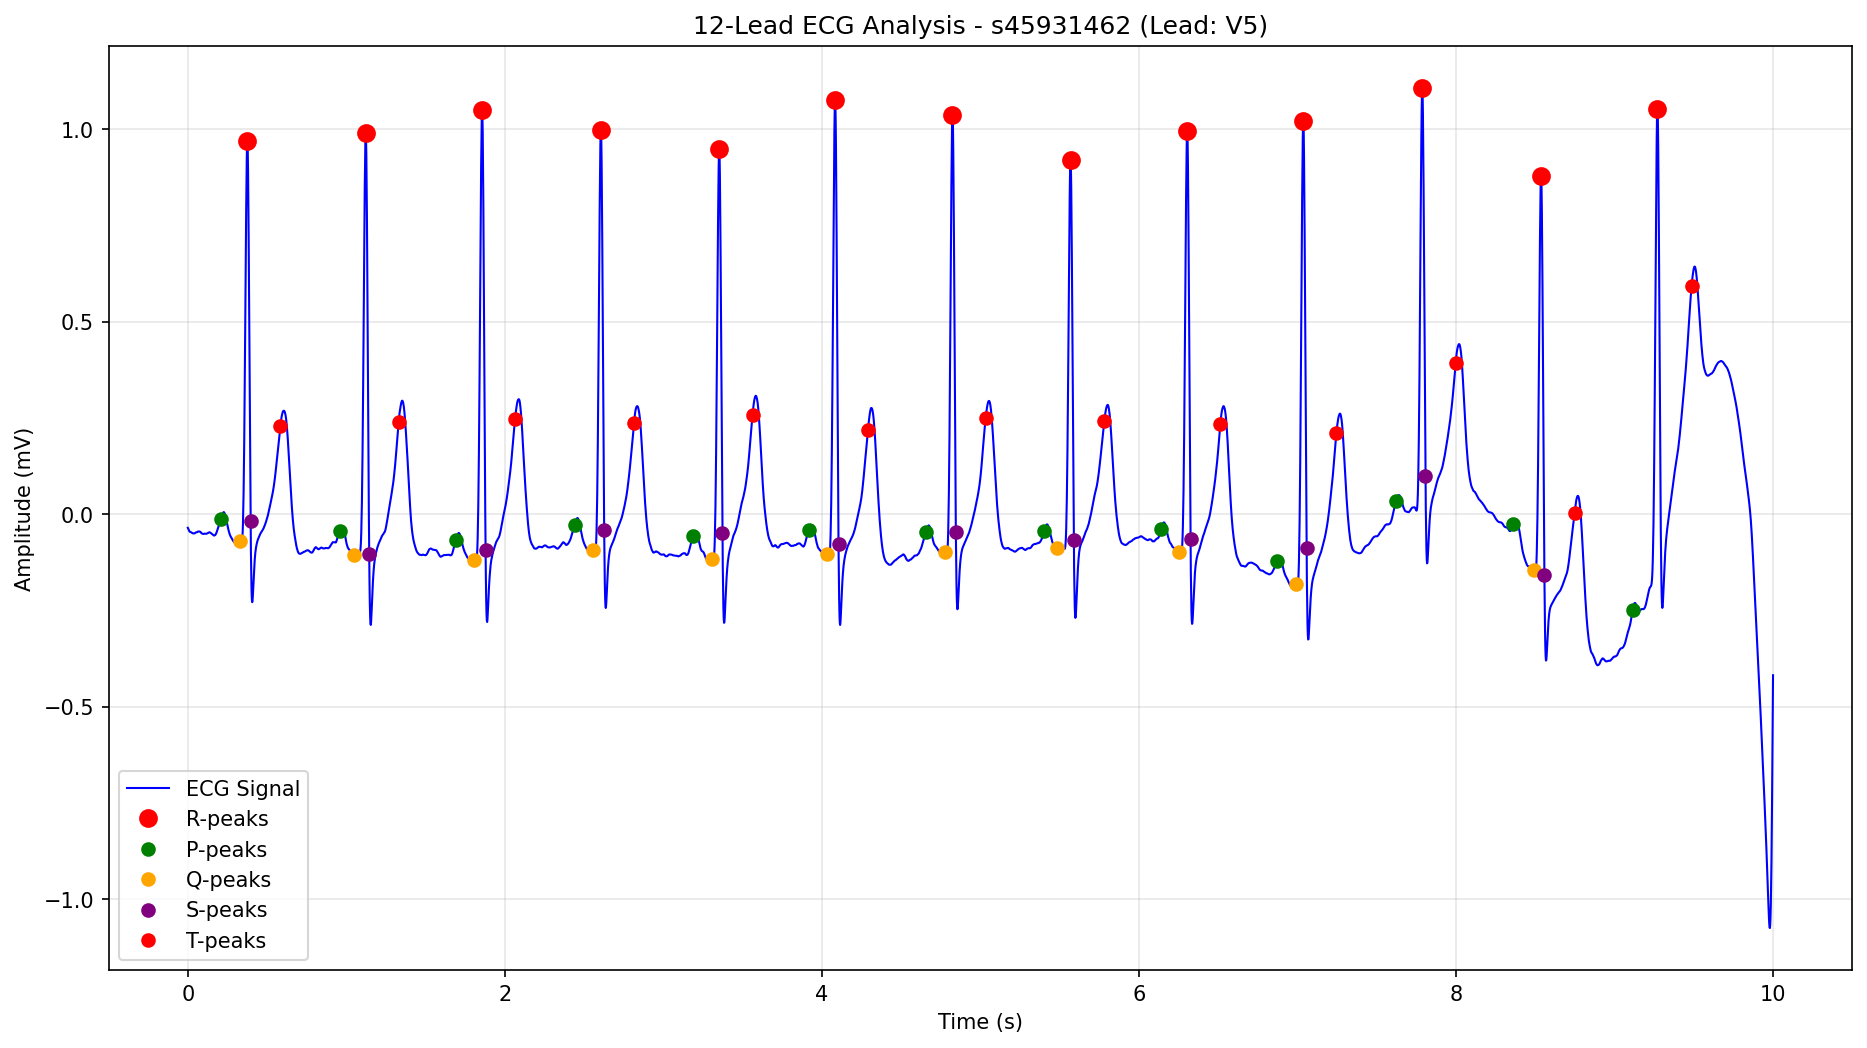 12-Lead ECG Analysis - s45931462 (Lead: V5)
Amplitude (mV)
1.0
0.5
0.0
−0.5
−1.0
ECG Signal
R-peaks
P-peaks
Q-peaks
S-peaks
T-peaks
0 2 4 6 8 10
Time (s)